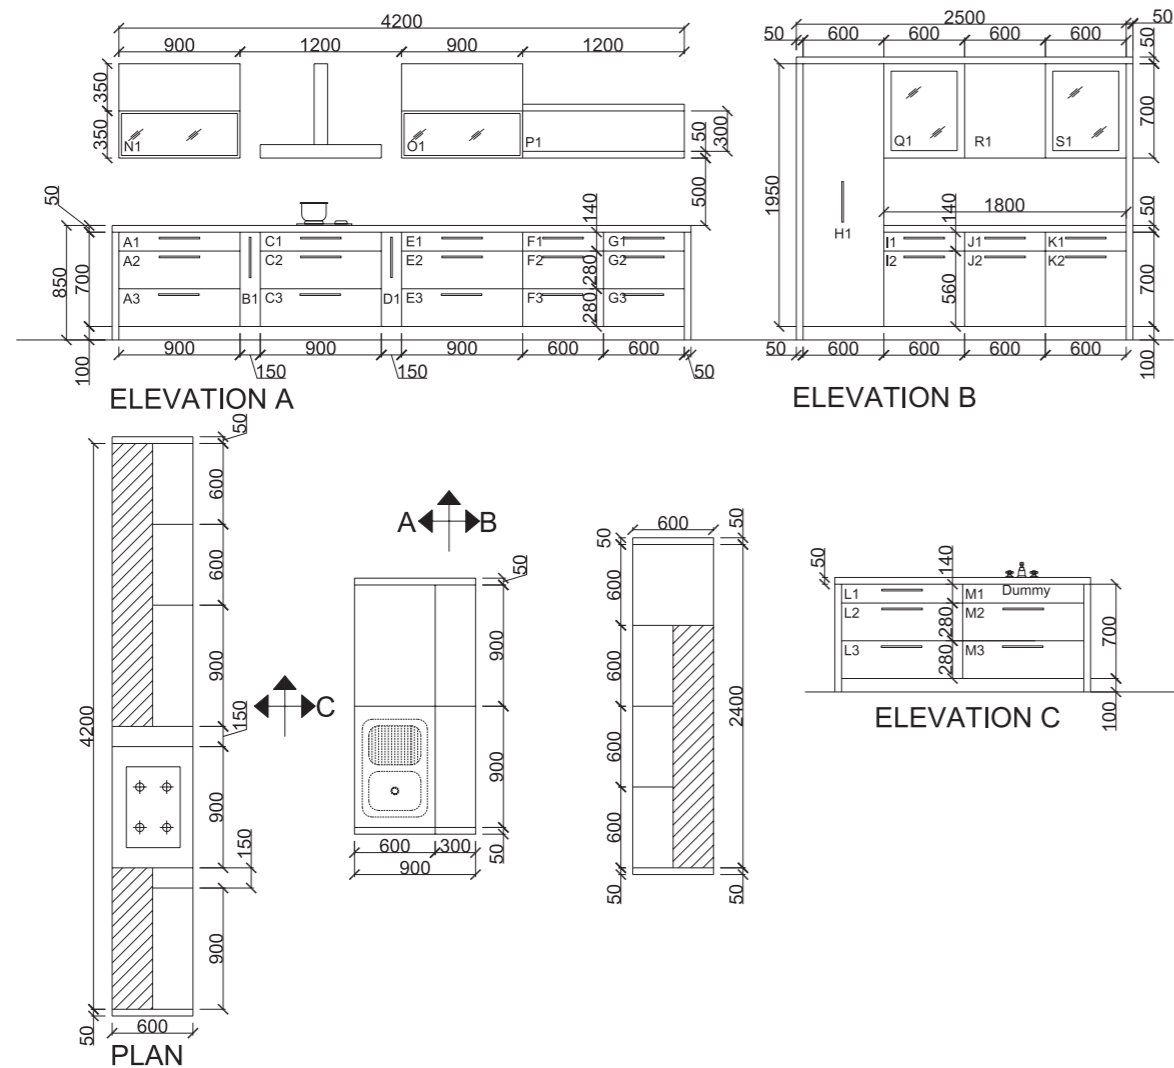 4200
900 1200 900 1200
350
350
N1 O1 P1
50
300
500
50
140
A1 C1 E1 F1 G1
A2 C2 E2 F2 G2
280
A3 B1 C3 D1 E3 F3 G3
280
850
700
100
900 900 900 600 600
150 150 50
ELEVATION A
2500
50
50 600 600 600 600
50
Q1 R1 S1
700
1950
H1
1800
140
50
I1 J1 K1
I2 J2 K2
560
700
50 600 600 600 600
100
ELEVATION B
50
600
600
900
150
4200
900
150
900
50
600
PLAN
A B
C
50
900
900
600 300
50
900
600
50
50
600
600
2400
600
600
50
50
50
140
L1 M1 Dummy
L2 M2
280
L3 M3
280
700
100
ELEVATION C